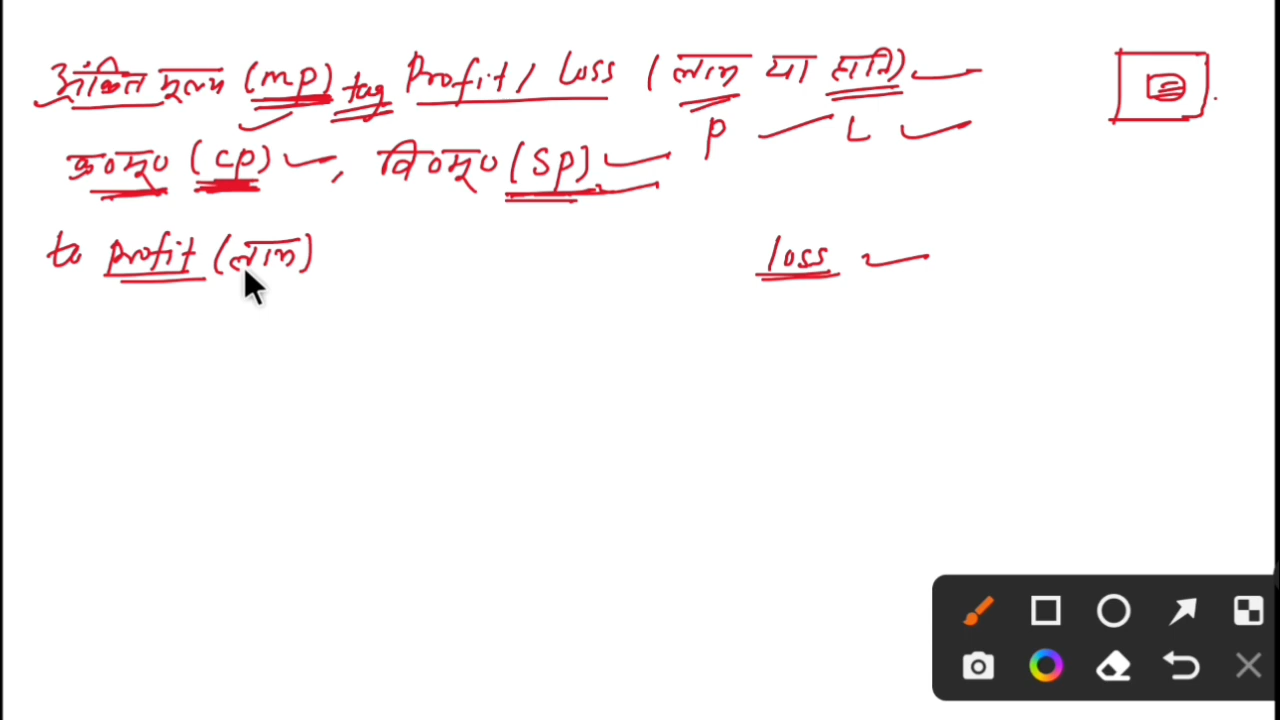 अंकित मूल्य (MP) tag Profit / Loss (लाभ या हानि)
P L
क्र०मू० (CP), वि०मू० (SP)
to profit (लाभ) loss